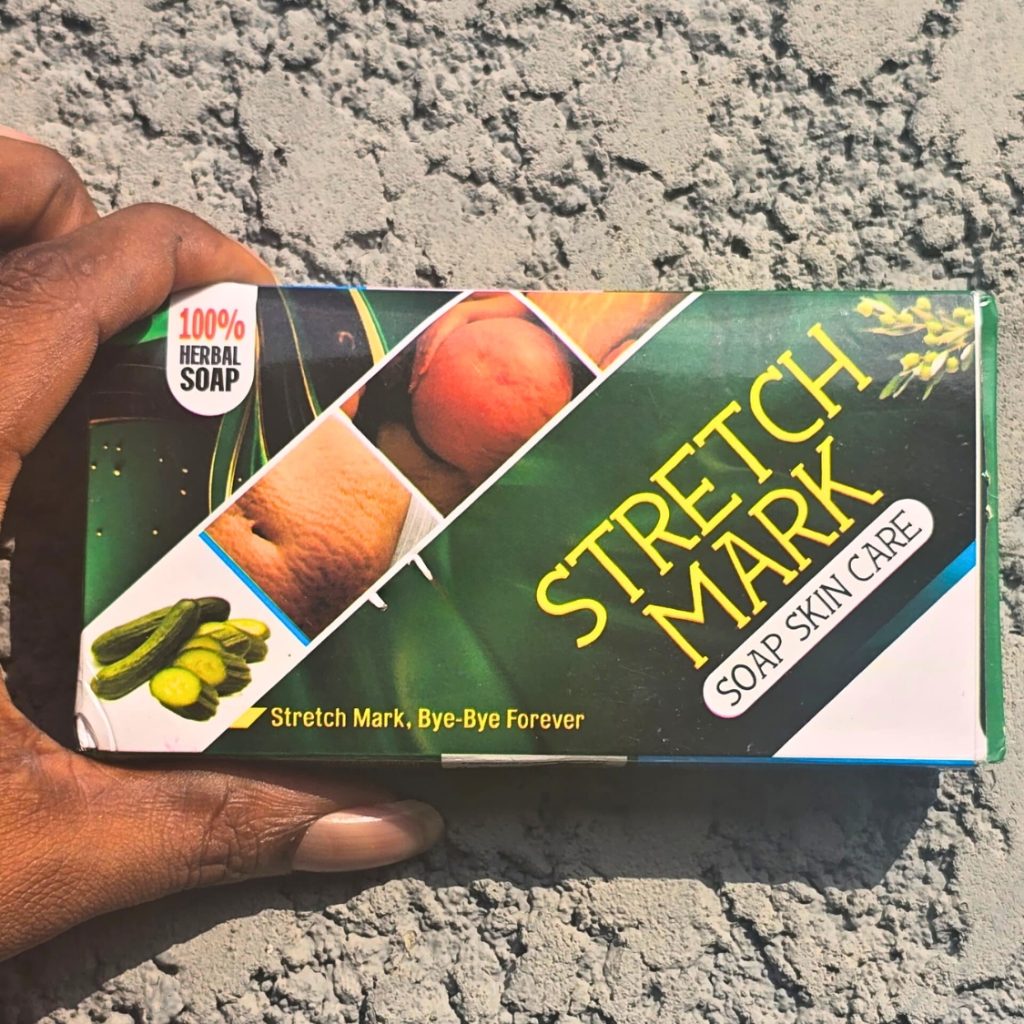 100%
HERBAL
SOAP
STRETCH
MARK
SOAP SKIN CARE
Stretch Mark, Bye-Bye Forever